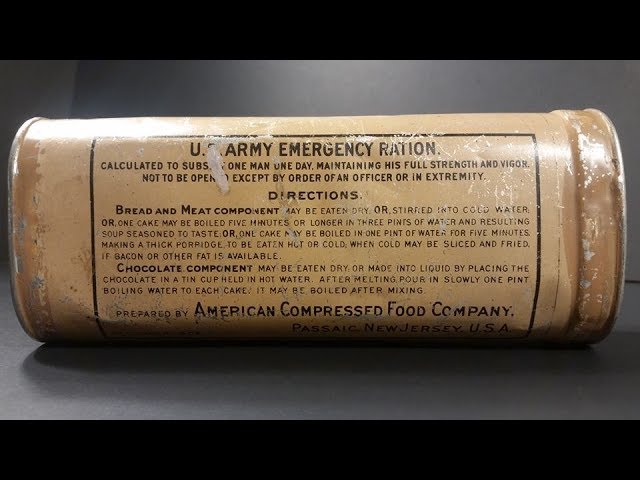 U.S. ARMY EMERGENCY RATION.
CALCULATED TO SUBSIST ONE MAN ONE DAY, MAINTAINING HIS FULL STRENGTH AND VIGOR.
NOT TO BE OPENED EXCEPT BY ORDER OF AN OFFICER OR IN EXTREMITY.
DIRECTIONS.
BREAD AND MEAT COMPONENT MAY BE EATEN DRY, OR, STIRRED INTO COLD WATER;
OR, ONE CAKE MAY BE BOILED FIVE MINUTES OR LONGER IN THREE PINTS OF WATER AND RESULTING
SOUP SEASONED TO TASTE, OR, ONE CAKE MAY BE BOILED IN ONE PINT OF WATER FOR FIVE MINUTES,
MAKING A THICK PORRIDGE, TO BE EATEN HOT OR COLD; WHEN COLD MAY BE SLICED AND FRIED,
IF BACON OR OTHER FAT IS AVAILABLE.
CHOCOLATE COMPONENT MAY BE EATEN DRY, OR MADE INTO LIQUID BY PLACING THE
CHOCOLATE IN A TIN CUP HELD IN HOT WATER. AFTER MELTING, POUR IN SLOWLY ONE PINT
BOILING WATER TO EACH CAKE. IT MAY BE BOILED AFTER MIXING.
PREPARED BY AMERICAN COMPRESSED FOOD COMPANY,
PASSAIC, NEW JERSEY, U.S.A.